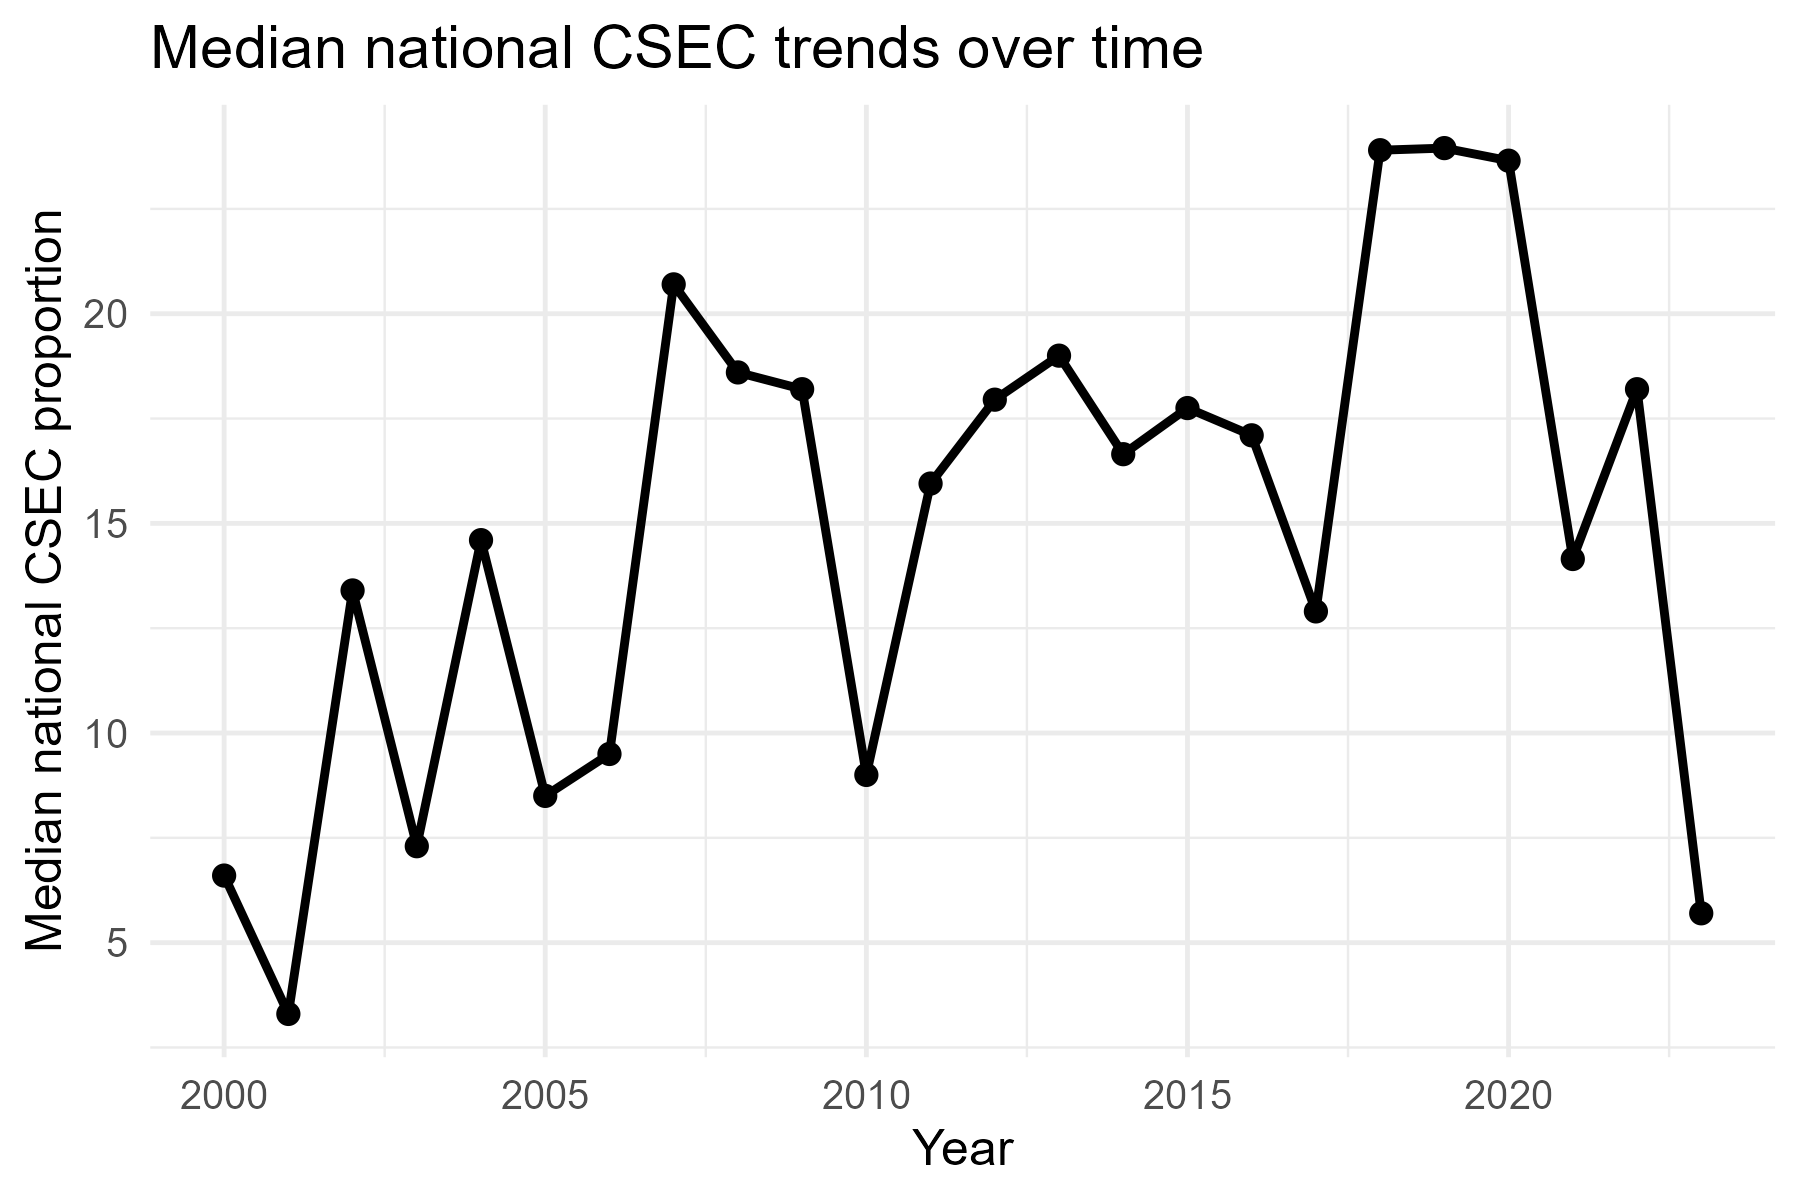 Median national CSEC trends over time
Median national CSEC proportion
20
15
10
5
2000 2005 2010 2015 2020
Year